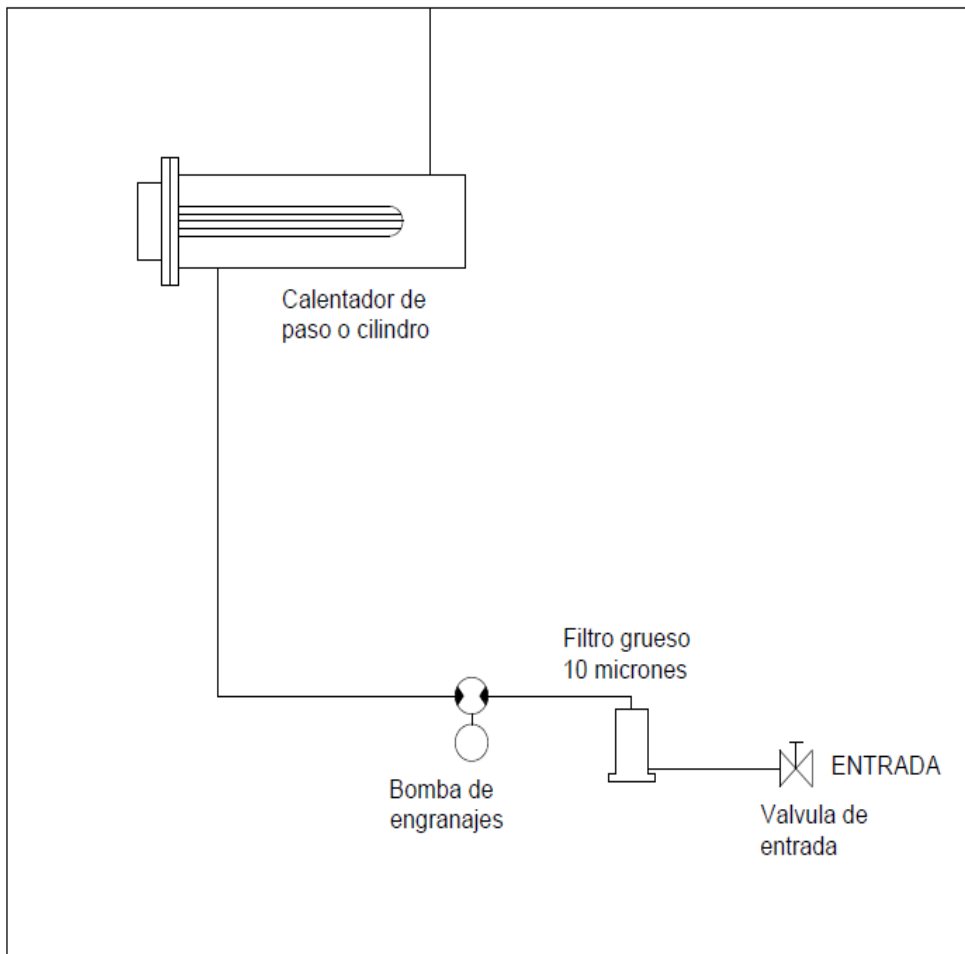 Calentador de
paso o cilindro
Filtro grueso
10 micrones
ENTRADA
Bomba de
engranajes
Valvula de
entrada